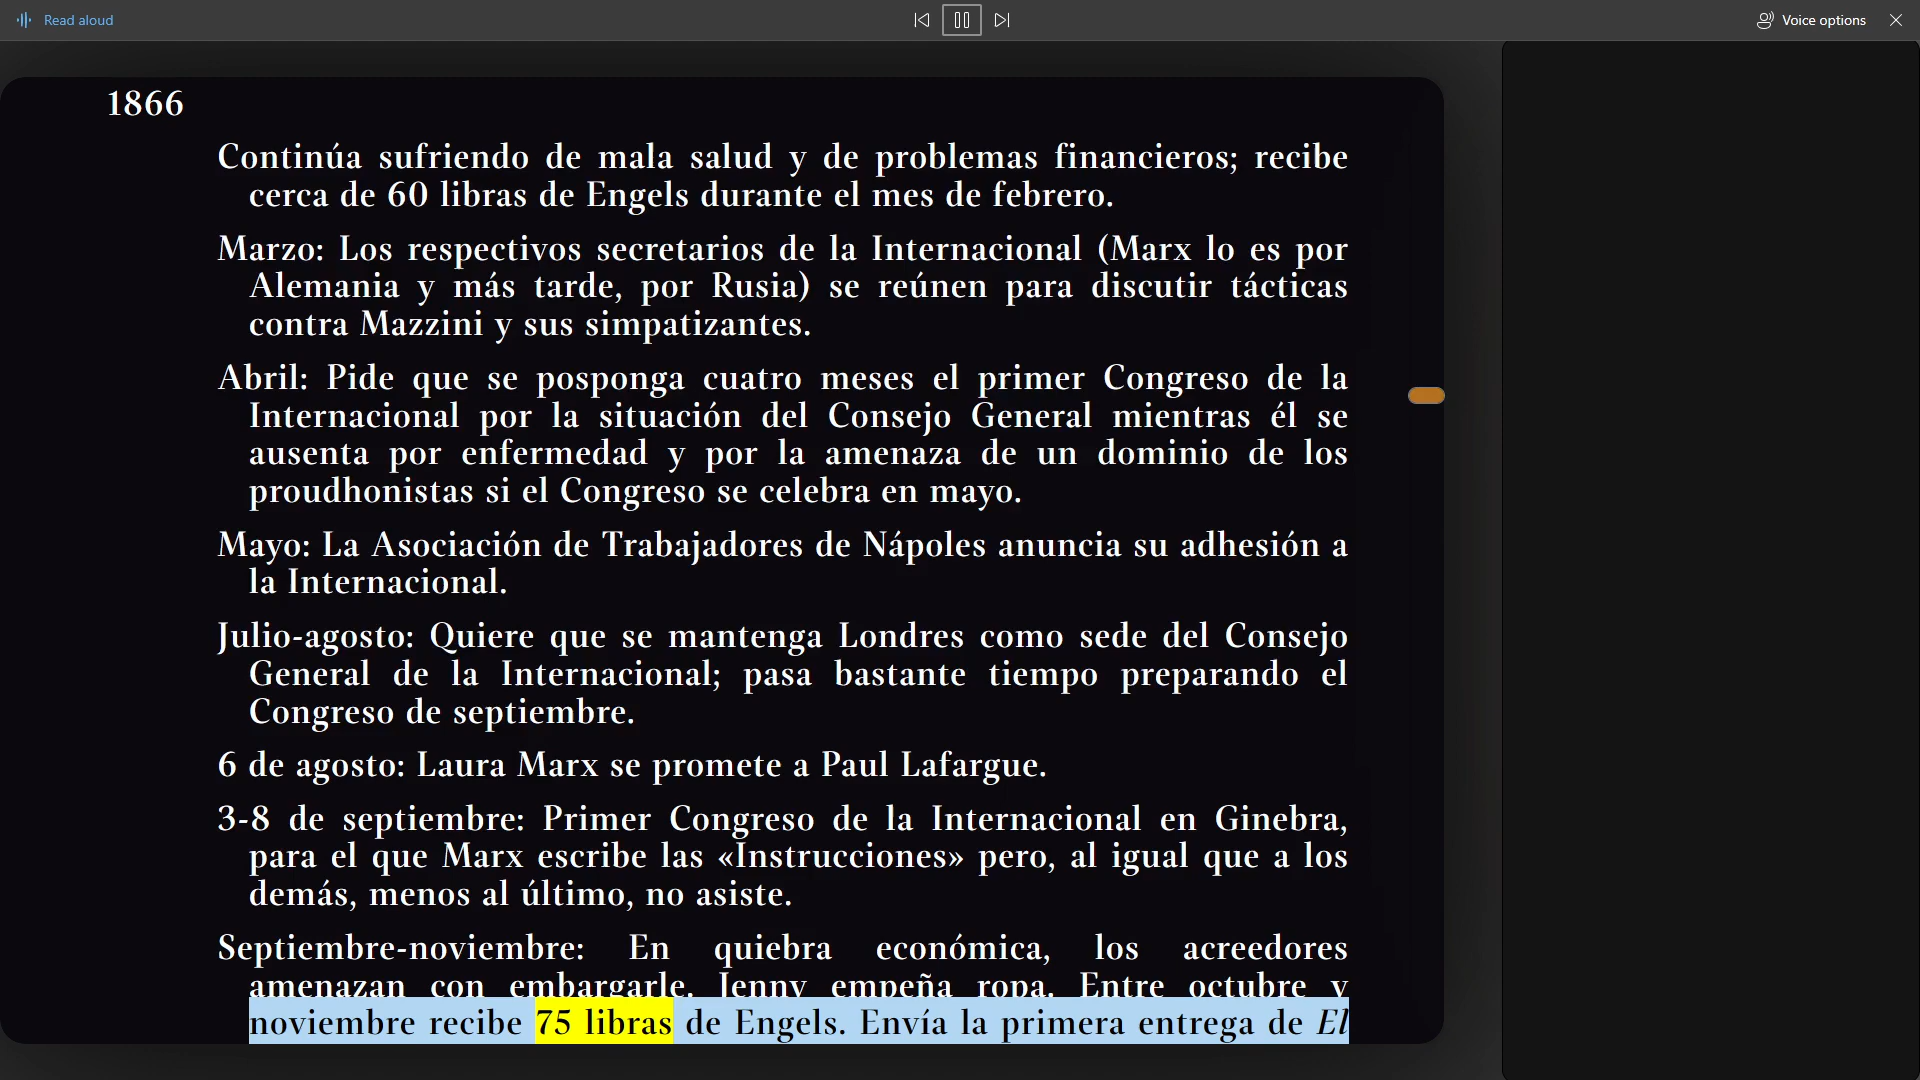 Read aloud
Voice options
1866
Continúa sufriendo de mala salud y de problemas financieros; recibe
cerca de 60 libras de Engels durante el mes de febrero.
Marzo: Los respectivos secretarios de la Internacional (Marx lo es por
Alemania y más tarde, por Rusia) se reúnen para discutir tácticas
contra Mazzini y sus simpatizantes.
Abril: Pide que se posponga cuatro meses el primer Congreso de la
Internacional por la situación del Consejo General mientras él se
ausenta por enfermedad y por la amenaza de un dominio de los
proudhonistas si el Congreso se celebra en mayo.
Mayo: La Asociación de Trabajadores de Nápoles anuncia su adhesión a
la Internacional.
Julio-agosto: Quiere que se mantenga Londres como sede del Consejo
General de la Internacional; pasa bastante tiempo preparando el
Congreso de septiembre.
6 de agosto: Laura Marx se promete a Paul Lafargue.
3-8 de septiembre: Primer Congreso de la Internacional en Ginebra,
para el que Marx escribe las «Instrucciones» pero, al igual que a los
demás, menos al último, no asiste.
Septiembre-noviembre: En quiebra económica, los acreedores
amenazan con embargarle. Jenny empeña ropa. Entre octubre y
noviembre recibe 75 libras de Engels. Envía la primera entrega de El